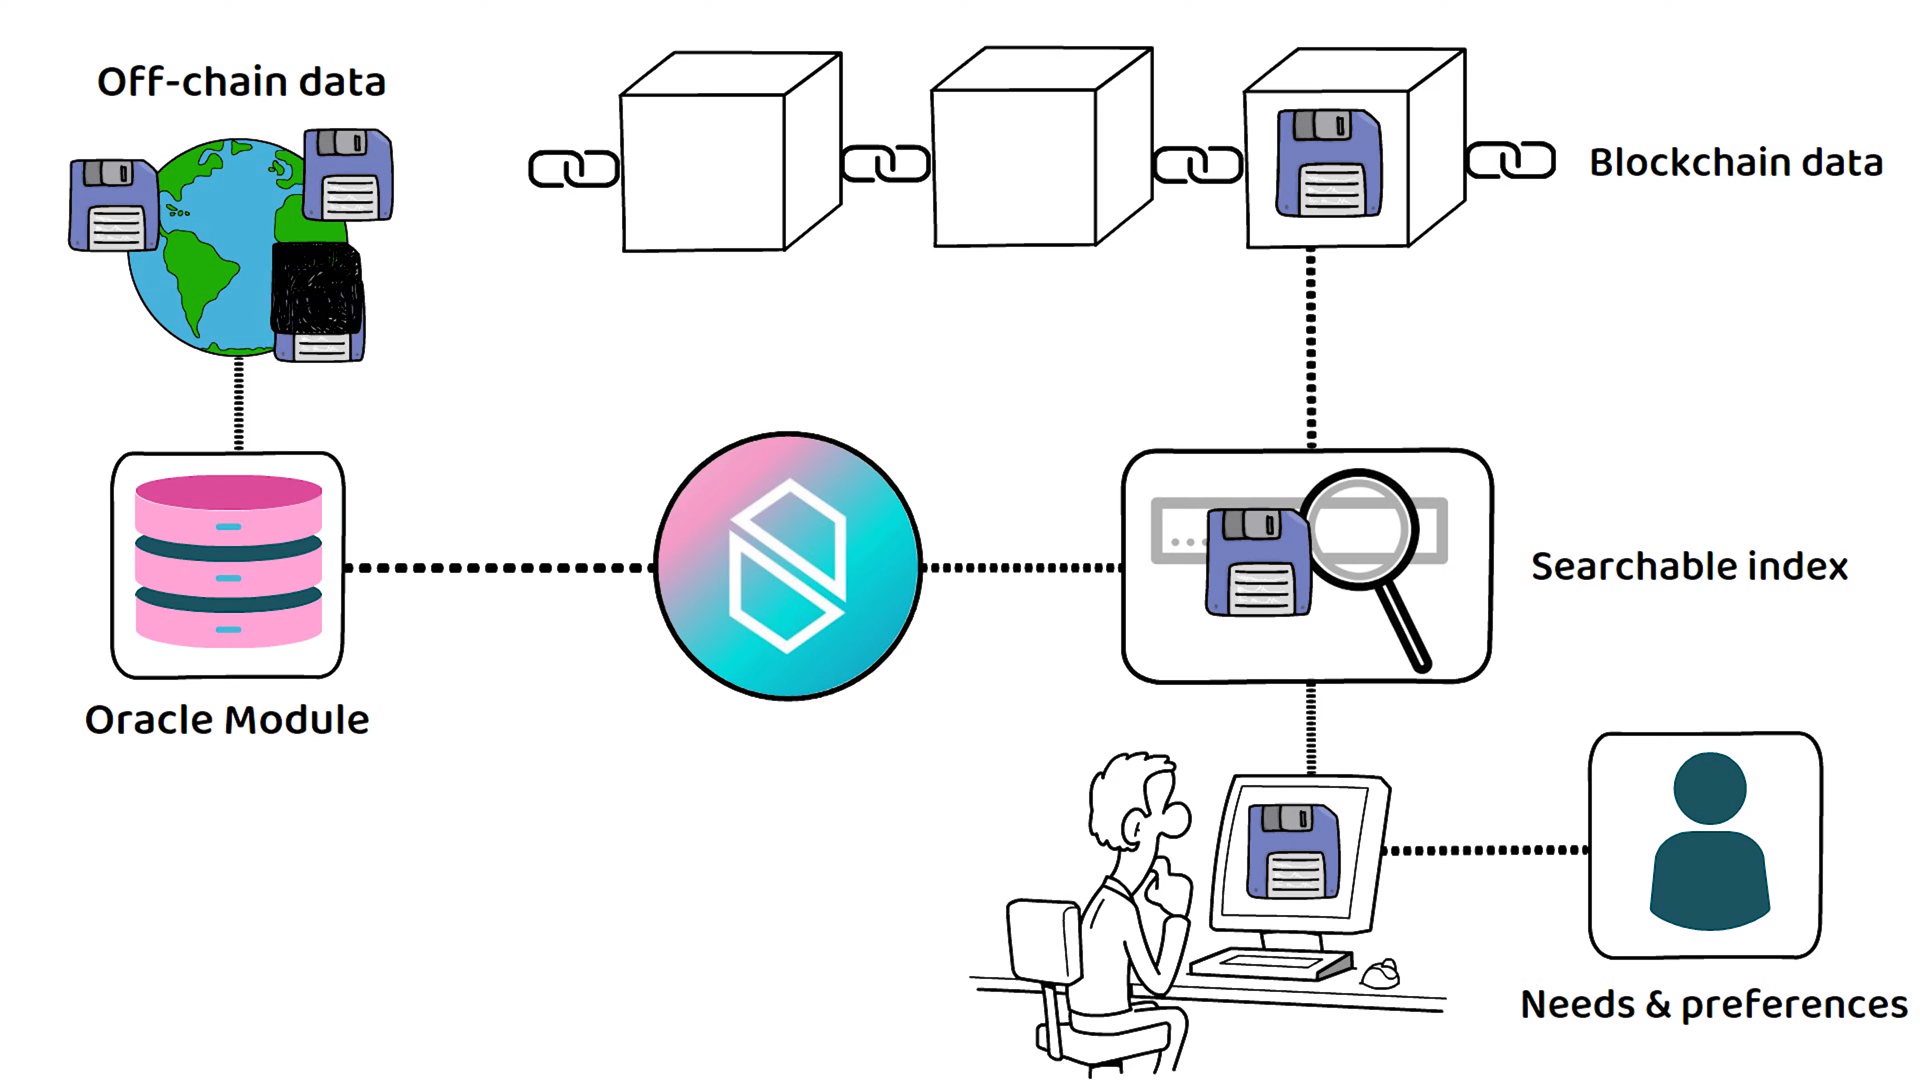 Off-chain data
Blockchain data
Searchable index
Oracle Module
Needs & preferences